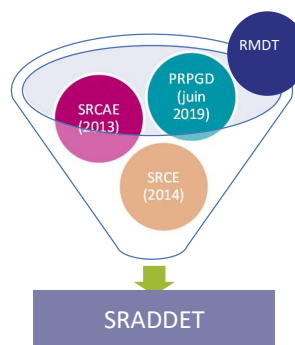 RMDT
PRPGD
(juin
2019)
SRCAE
(2013)
SRCE
(2014)
SRADDET